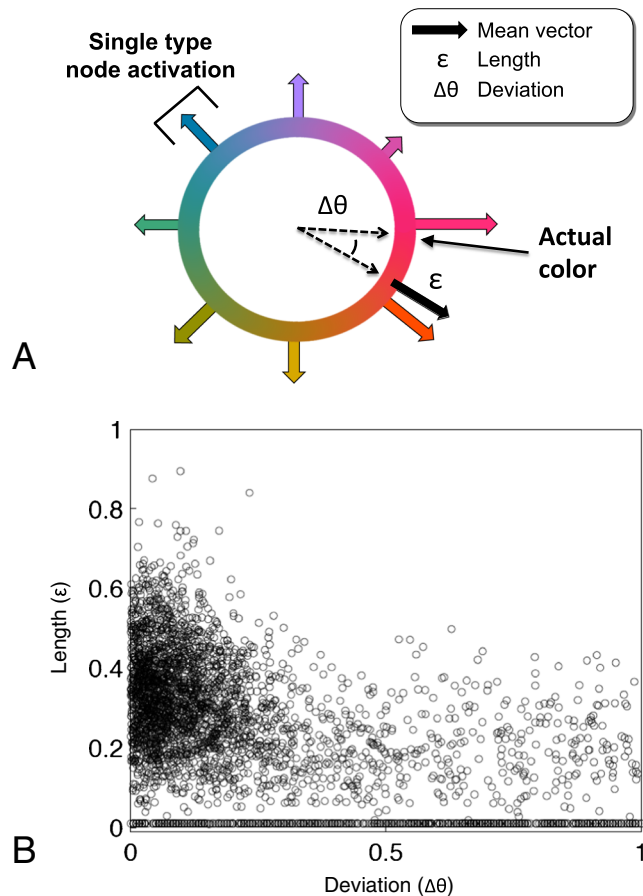 Single type
node activation
Mean vector
ε Length
Δθ Deviation
Δθ
Actual
color
ε
A
1
0.8
0.6
0.4
0.2
0
Length (ε)
0 0.5 1
Deviation (Δθ)
B